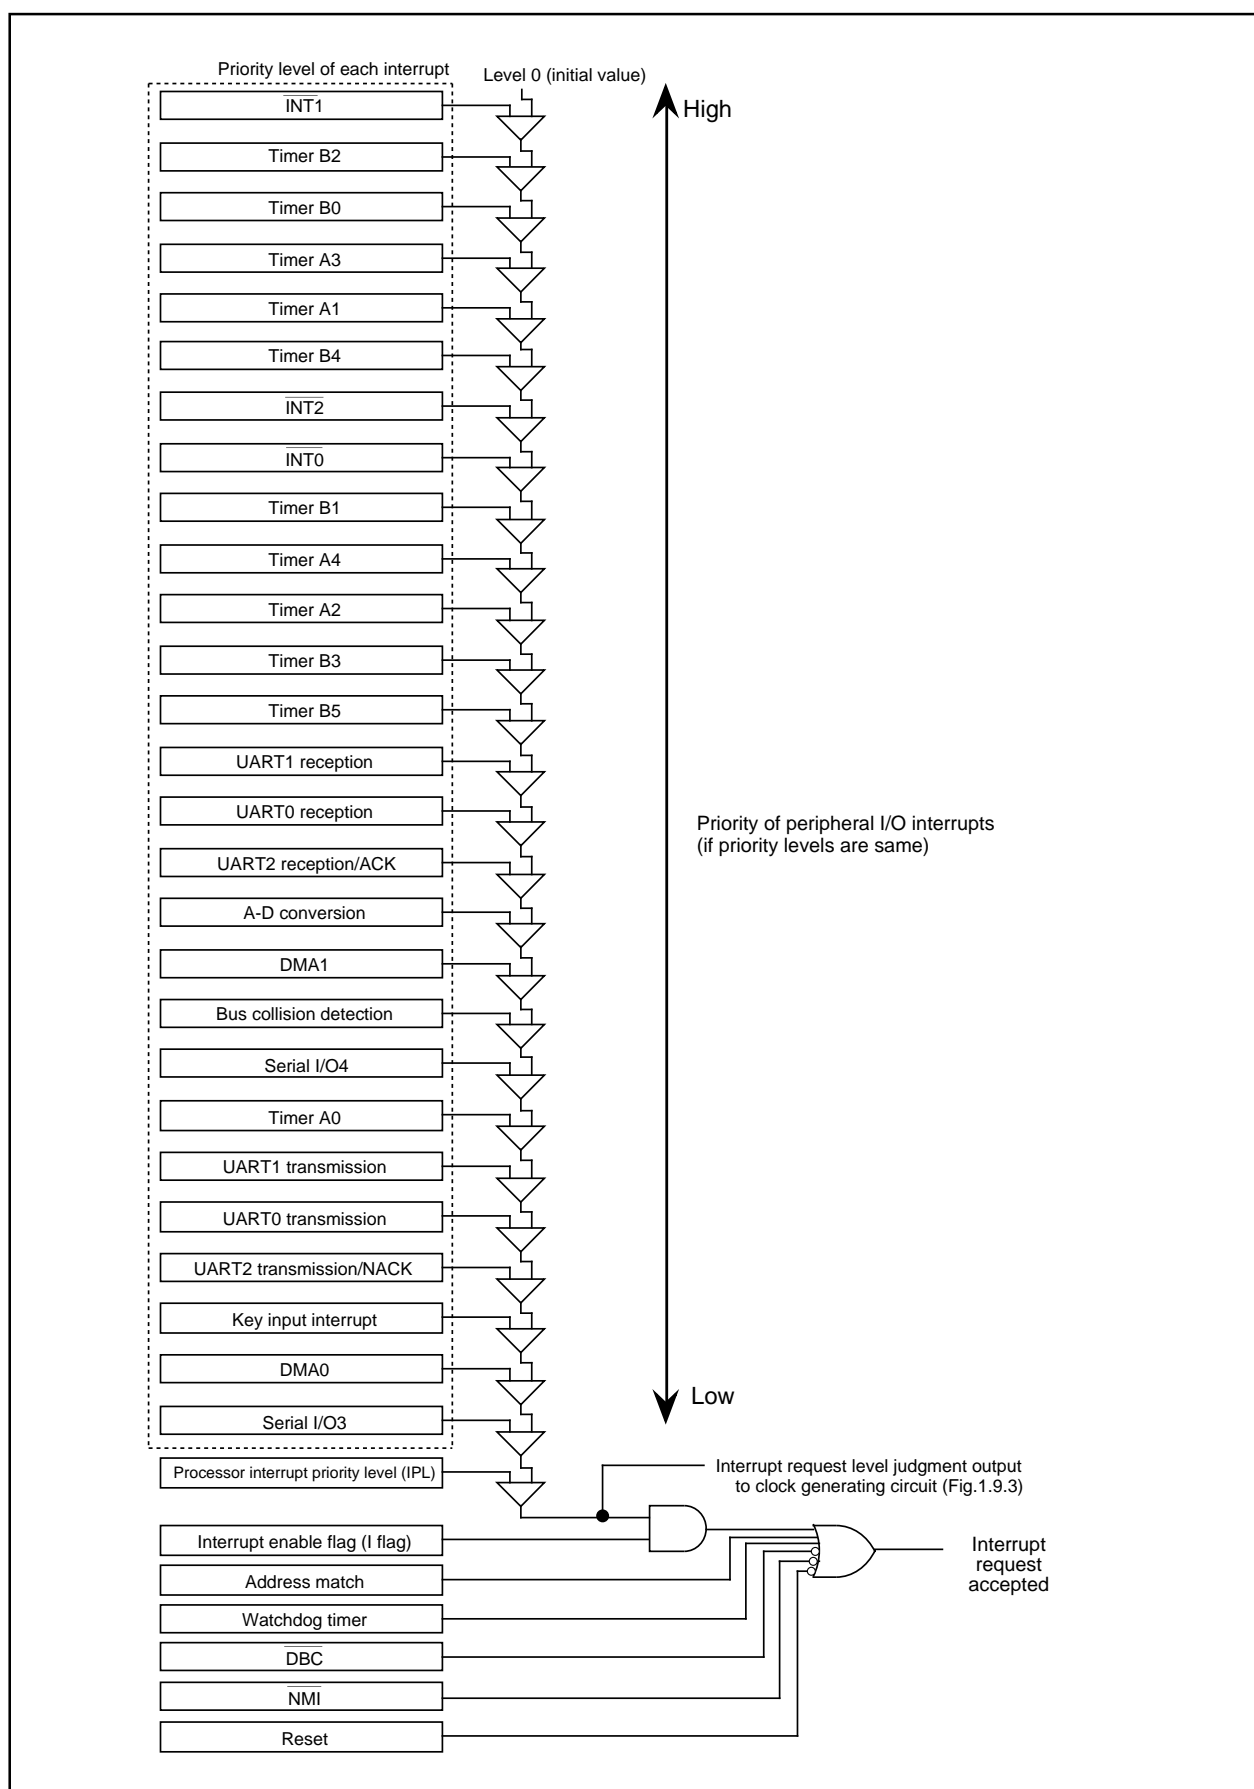 Priority level of each interrupt
Level 0 (initial value)
High
I̅N̅T̅1
Timer B2
Timer B0
Timer A3
Timer A1
Timer B4
I̅N̅T̅2̅
I̅N̅T̅0̅
Timer B1
Timer A4
Timer A2
Timer B3
Timer B5
UART1 reception
UART0 reception
Priority of peripheral I/O interrupts
(if priority levels are same)
UART2 reception/ACK
A-D conversion
DMA1
Bus collision detection
Serial I/O4
Timer A0
UART1 transmission
UART0 transmission
UART2 transmission/NACK
Key input interrupt
DMA0
Low
Serial I/O3
Processor interrupt priority level (IPL)
Interrupt request level judgment output
to clock generating circuit (Fig.1.9.3)
Interrupt enable flag (I flag)
Interrupt
request
accepted
Address match
Watchdog timer
D̅B̅C̅
N̅M̅I̅
Reset